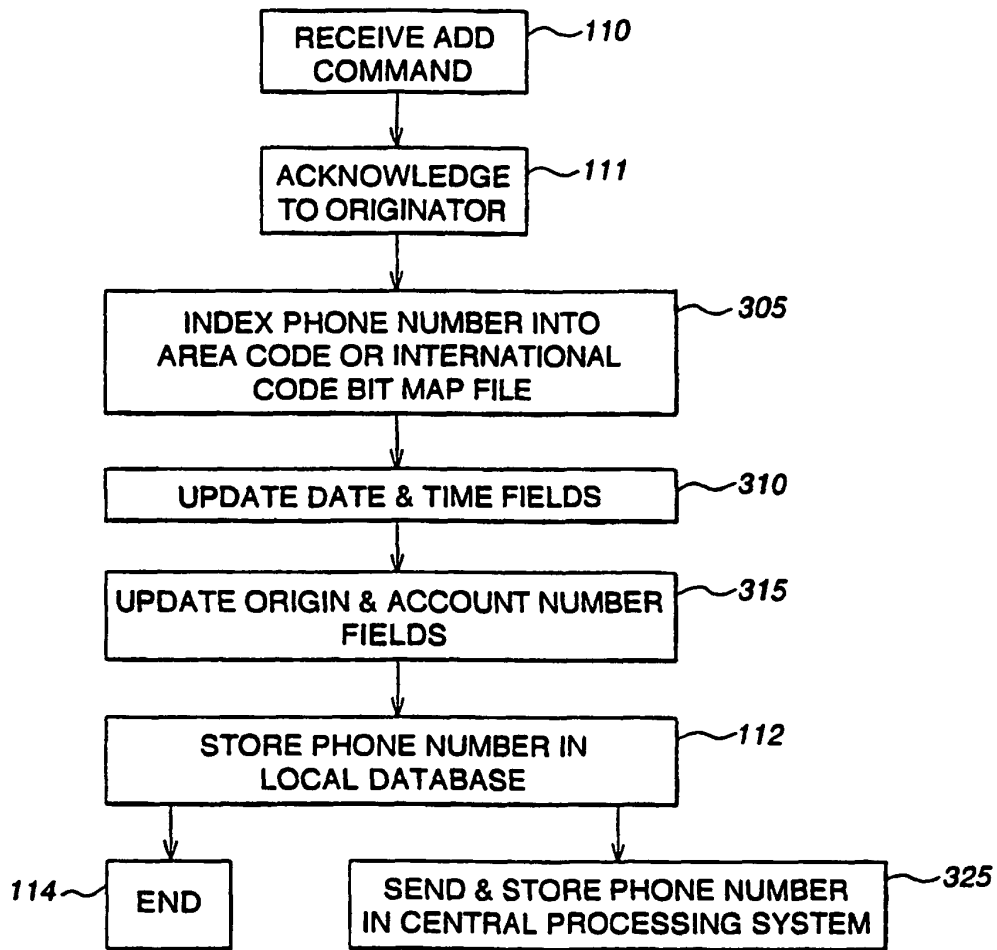 RECEIVE ADD
COMMAND
110
ACKNOWLEDGE
TO ORIGINATOR
111
INDEX PHONE NUMBER INTO
AREA CODE OR INTERNATIONAL
CODE BIT MAP FILE
305
UPDATE DATE & TIME FIELDS
310
UPDATE ORIGIN & ACCOUNT NUMBER
FIELDS
315
STORE PHONE NUMBER IN
LOCAL DATABASE
112
114
END
SEND & STORE PHONE NUMBER
IN CENTRAL PROCESSING SYSTEM
325